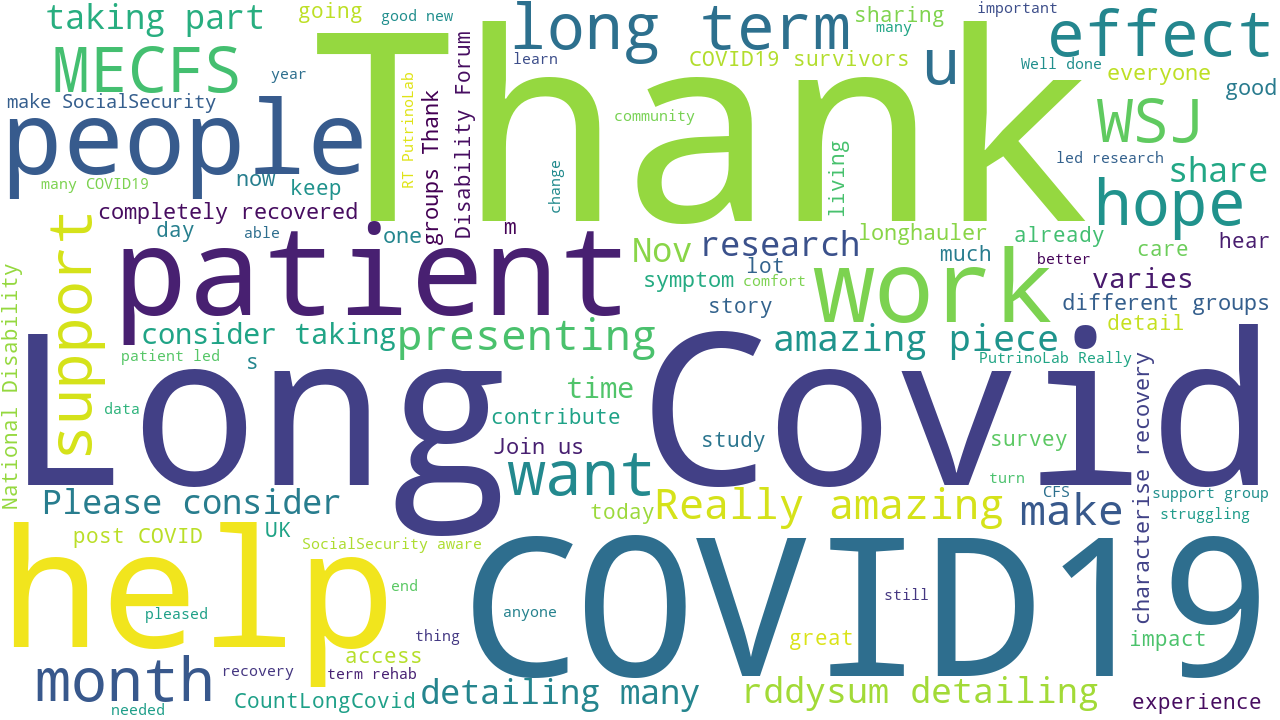 taking part
going
good new
long term
sharing
important
many
effect
MECFS
year
Thank
learn
COVID19 survivors
u
Well done
everyone
good
make SocialSecurity
people
RT PutrinoLab
groups Thank
Disability Forum
community
living
WSJ
led research
share
many COVID19
now
keep
change
hope
completely recovered
day
able
one
m
support
patient
Nov
research
longhauler
already
care
hear
lot
much
better
symptom
comfort
work
varies
story
different groups
National Disability
consider taking
presenting
amazing piece
detail
patient led
s
PutrinoLab Really
characterise recovery
Long Covid
time
data
contribute
Join us
study
survey
want
turn
CFS
support group
Please consider
today
Really amazing
make
struggling
post COVID
UK
SocialSecurity aware
help
COVID19
end
pleased
anyone
still
thing
great
impact
month
access
recovery
term rehab
CountLongCovid
detailing many
rddysum detailing
experience
needed